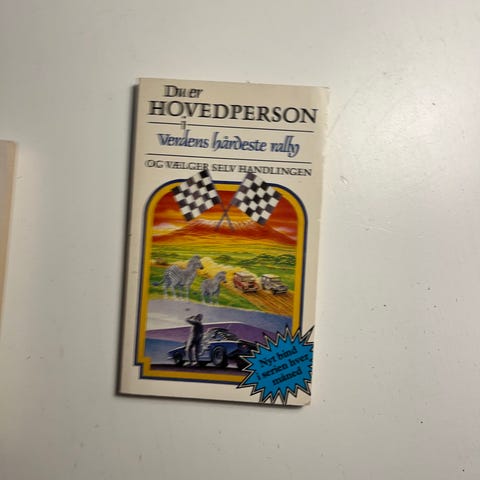 Du er
HOVEDPERSON
i
Verdens hårdeste rally
OG VÆLGER SELV HANDLINGEN
Nyt bind
i serien hver
måned